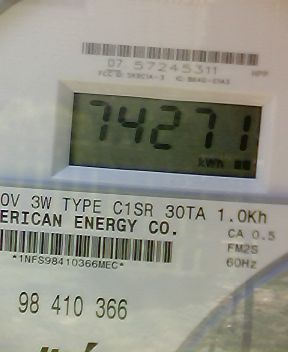 07 57245311
74271
kWh
0V 3W TYPE C1SR 30TA 1.0Kh
ERICAN ENERGY CO.
CA 0.5
FM2S
*1NFS98410366MEC*
60Hz
98 410 366